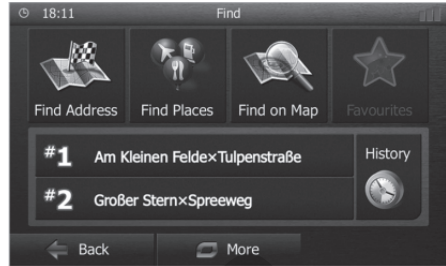 18:11 Find
Find Address Find Places Find on Map Favourites
#1 Am Kleinen Felde×Tulpenstraße
History
#2 Großer Stern×Spreeweg
Back More